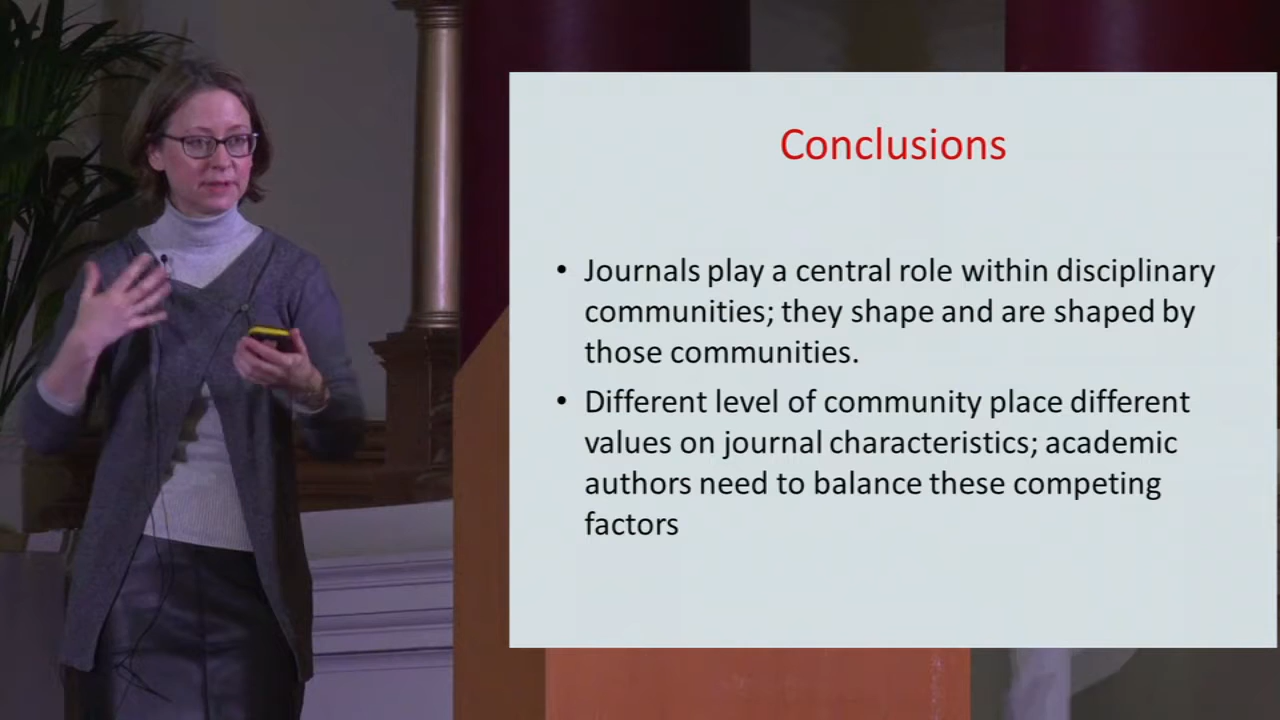 Conclusions
• Journals play a central role within disciplinary
communities; they shape and are shaped by
those communities.
• Different level of community place different
values on journal characteristics; academic
authors need to balance these competing
factors